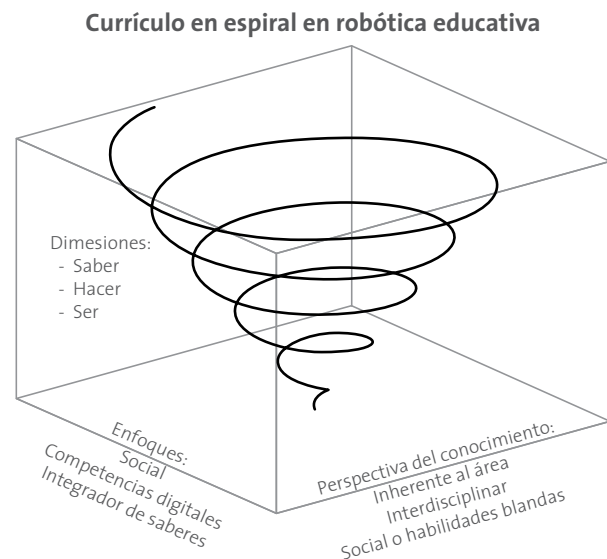 Currículo en espiral en robótica educativa
Dimesiones:
- Saber
- Hacer
- Ser
Enfoques:
Social
Competencias digitales
Integrador de saberes
Perspectiva del conocimiento:
Inherente al área
Interdisciplinar
Social o habilidades blandas